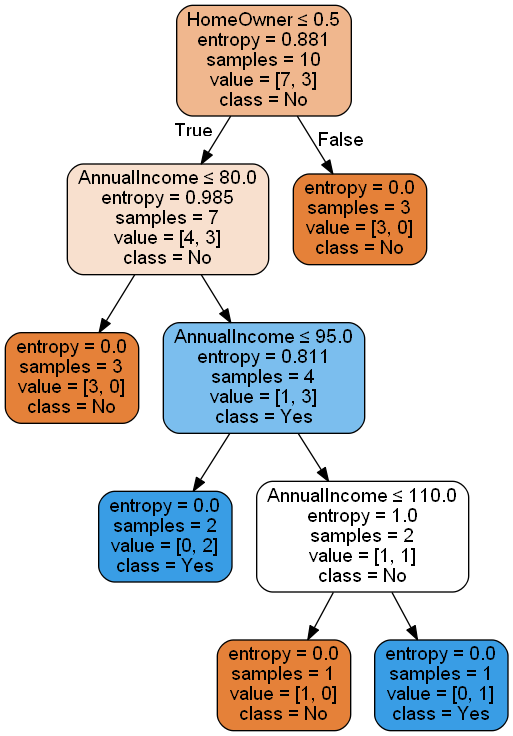 HomeOwner ≤ 0.5
entropy = 0.881
samples = 10
value = [7, 3]
class = No
True
False
AnnualIncome ≤ 80.0
entropy = 0.985
samples = 7
value = [4, 3]
class = No
entropy = 0.0
samples = 3
value = [3, 0]
class = No
entropy = 0.0
samples = 3
value = [3, 0]
class = No
AnnualIncome ≤ 95.0
entropy = 0.811
samples = 4
value = [1, 3]
class = Yes
entropy = 0.0
samples = 2
value = [0, 2]
class = Yes
AnnualIncome ≤ 110.0
entropy = 1.0
samples = 2
value = [1, 1]
class = No
entropy = 0.0
samples = 1
value = [1, 0]
class = No
entropy = 0.0
samples = 1
value = [0, 1]
class = Yes